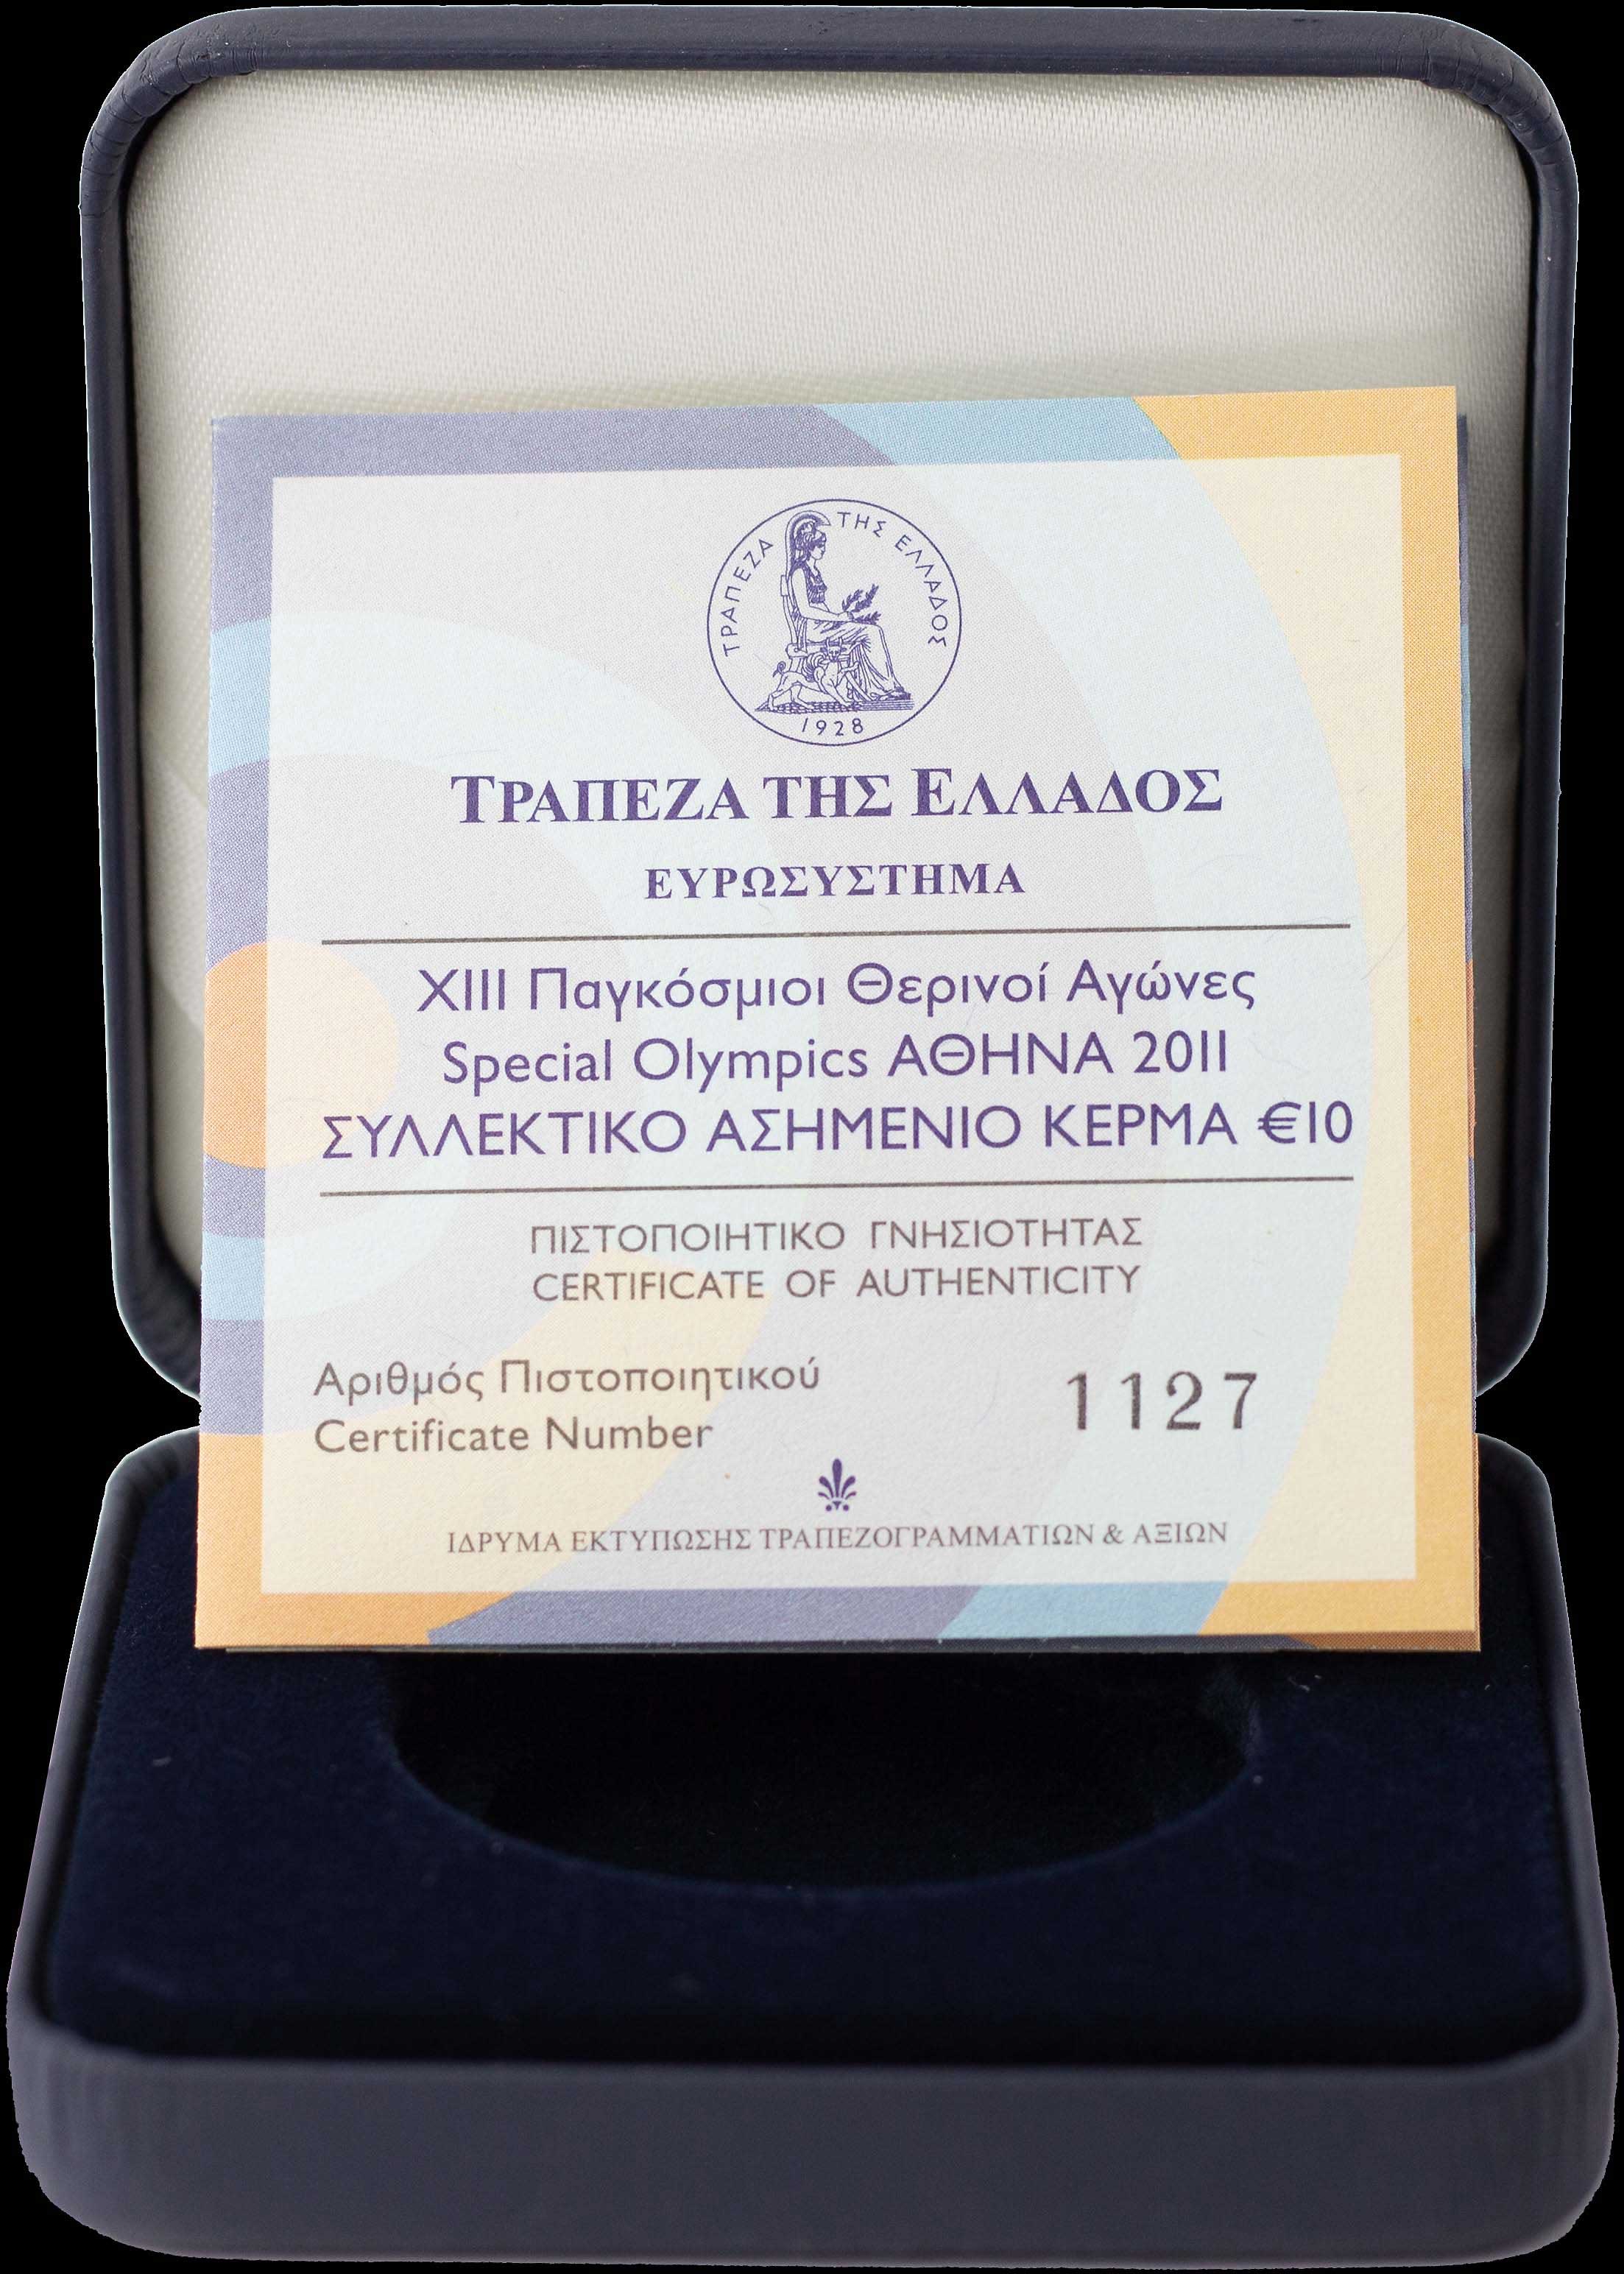 ΤΡΑΠΕΖΑ ΤΗΣ ΕΛΛΑΔΟΣ
1928
ΤΡΑΠΕΖΑ ΤΗΣ ΕΛΛΑΔΟΣ
ΕΥΡΩΣΥΣΤΗΜΑ
XIII Παγκόσμιοι Θερινοί Αγώνες
Special Olympics ΑΘΗΝΑ 2011
ΣΥΛΛΕΚΤΙΚΟ ΑΣΗΜΕΝΙΟ ΚΕΡΜΑ €10
ΠΙΣΤΟΠΟΙΗΤΙΚΟ ΓΝΗΣΙΟΤΗΤΑΣ
CERTIFICATE OF AUTHENTICITY
Αριθμός Πιστοποιητικού
Certificate Number
1127
ΙΔΡΥΜΑ ΕΚΤΥΠΩΣΗΣ ΤΡΑΠΕΖΟΓΡΑΜΜΑΤΙΩΝ & ΑΞΙΩΝ